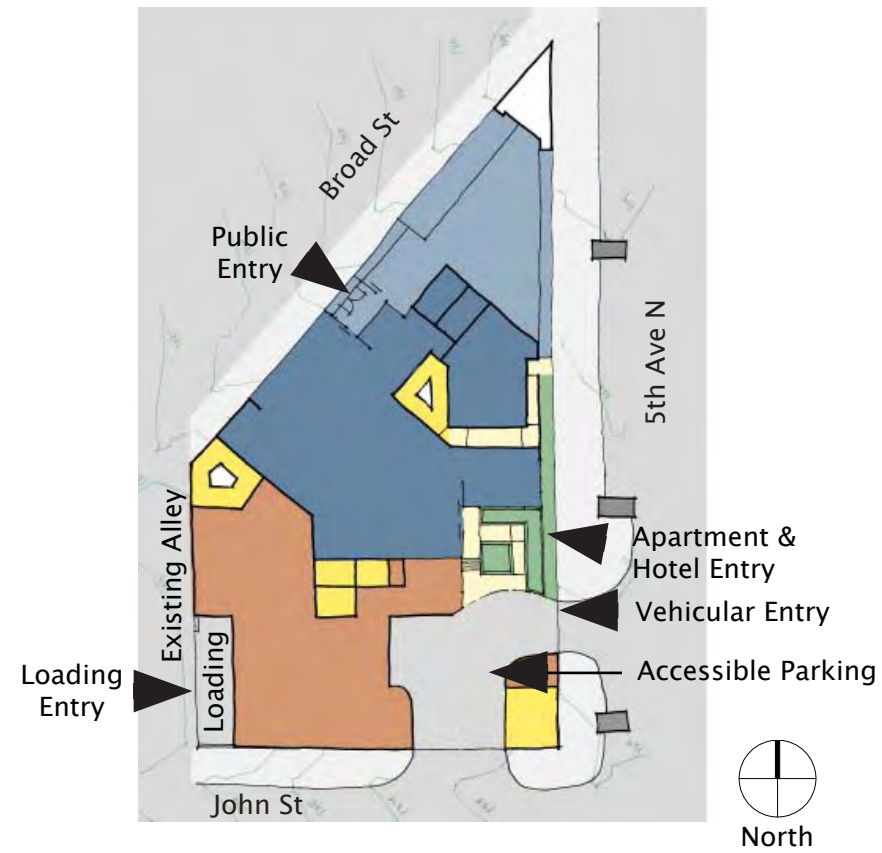 Broad St
Public
Entry
5th Ave N
Existing Alley
Apartment &
Hotel Entry
Vehicular Entry
Loading
Loading
Entry
Accessible Parking
John St
North